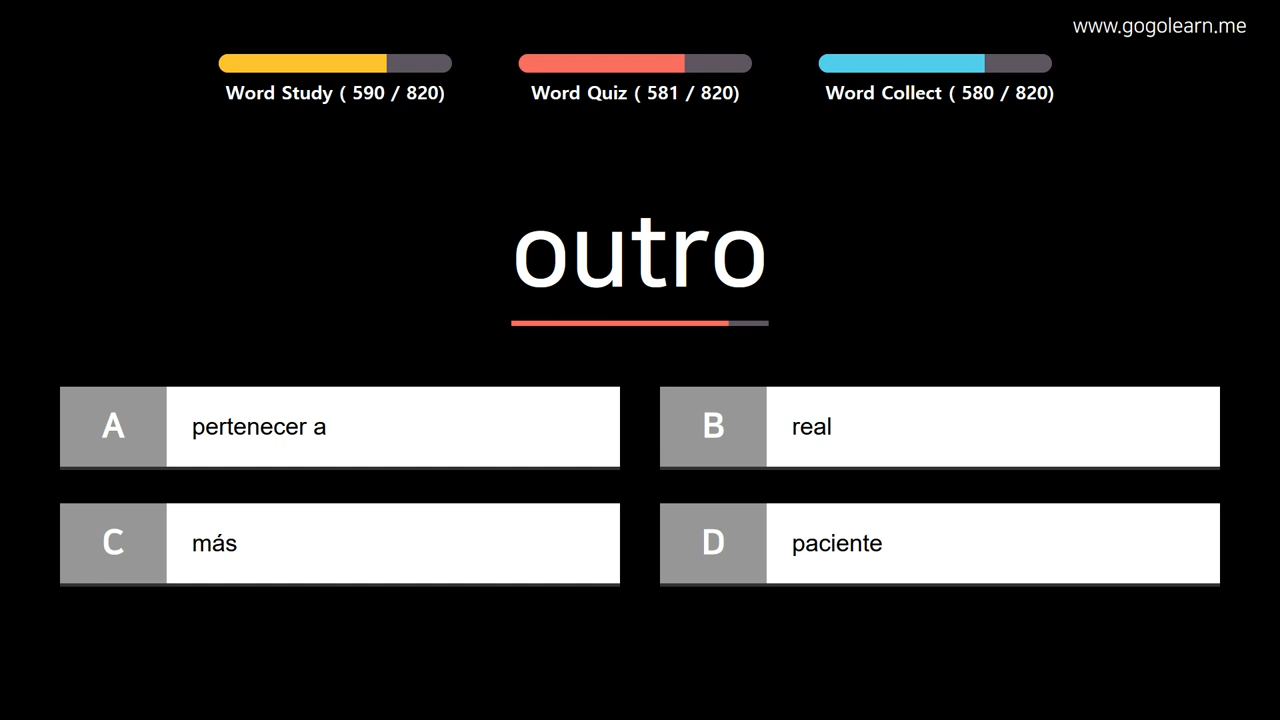 www.gogolearn.me
Word Study ( 590 / 820)
Word Quiz ( 581 / 820)
Word Collect ( 580 / 820)
outro
A pertenecer a
B real
C más
D paciente